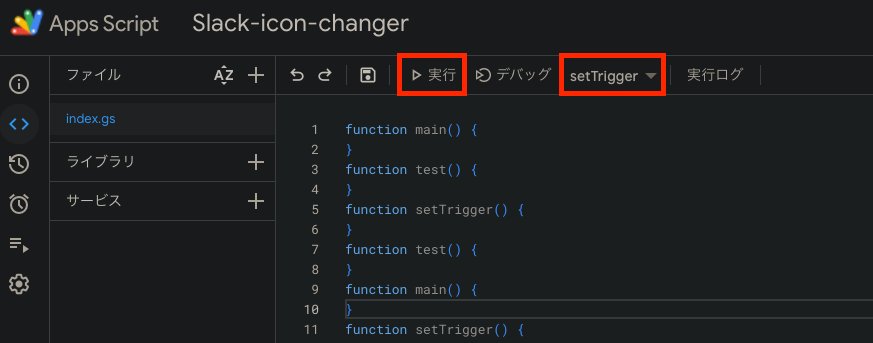 Apps Script Slack-icon-changer
ファイル AZ
実行 デバッグ setTrigger 実行ログ
index.gs
ライブラリ
サービス
1 function main() {
2 }
3 function test() {
4 }
5 function setTrigger() {
6 }
7 function test() {
8 }
9 function main() {
10 }
11 function setTrigger() {